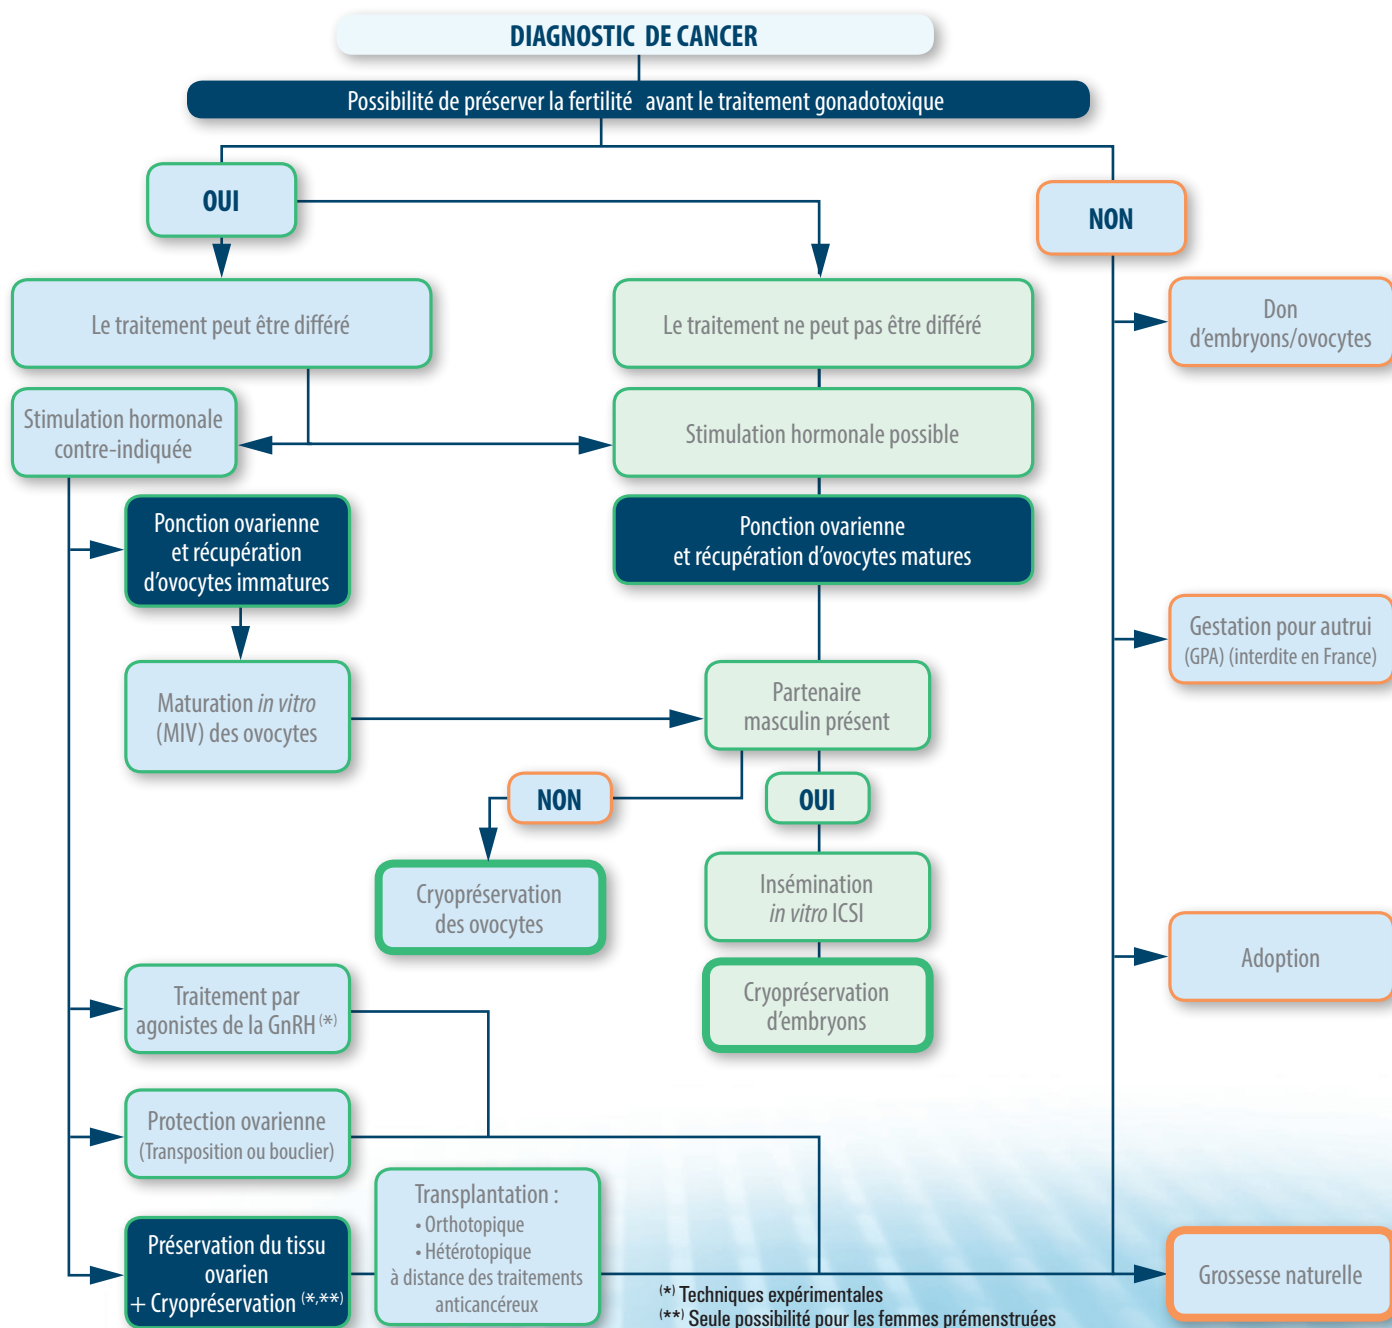 DIAGNOSTIC DE CANCER
Possibilité de préserver la fertilité avant le traitement gonadotoxique
OUI
NON
Le traitement peut être différé
Le traitement ne peut pas être différé
Don
d'embryons/ovocytes
Stimulation hormonale
contre-indiquée
Stimulation hormonale possible
Ponction ovarienne
et récupération
d'ovocytes immatures
Ponction ovarienne
et récupération d'ovocytes matures
Gestation pour autrui
(GPA) (interdite en France)
Maturation in vitro
(MIV) des ovocytes
Partenaire
masculin présent
NON
OUI
Cryopréservation
des ovocytes
Insémination
in vitro ICSI
Adoption
Cryopréservation
d'embryons
Traitement par
agonistes de la GnRH (*)
Protection ovarienne
(Transposition ou bouclier)
Préservation du tissu
ovarien
+ Cryopréservation (*,**)
Transplantation :
• Orthotopique
• Hétérotopique
à distance des traitements
anticancéreux
Grossesse naturelle
(*) Techniques expérimentales
(**) Seule possibilité pour les femmes prémenstruées